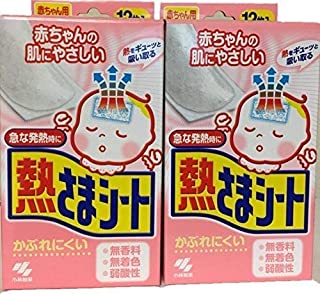 赤ちゃん用
12枚入
赤ちゃんの
肌にやさしい
熱をギューッと
吸い取る
急な発熱時に
熱さまシート
かぶれにくい
無香料
無着色
弱酸性
小林製薬
赤ちゃん用
12枚入
赤ちゃんの
肌にやさしい
熱をギューッと
吸い取る
急な発熱時に
熱さまシート
かぶれにくい
無香料
無着色
弱酸性
小林製薬